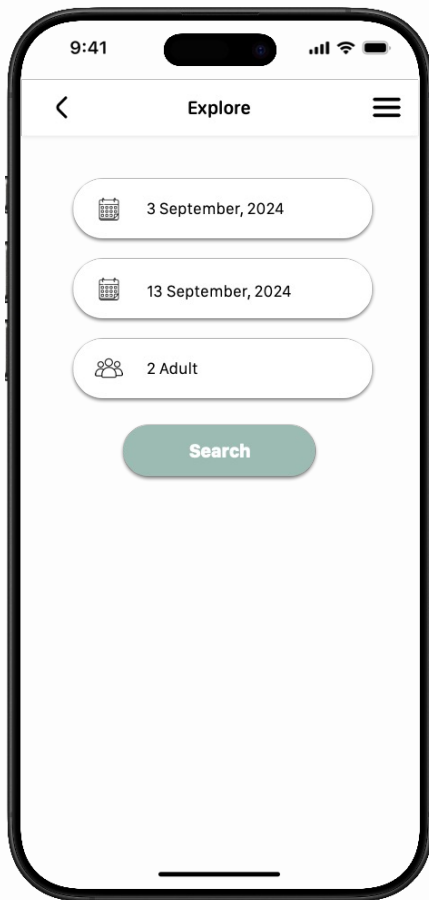 9:41
Explore
3 September, 2024
13 September, 2024
2 Adult
Search